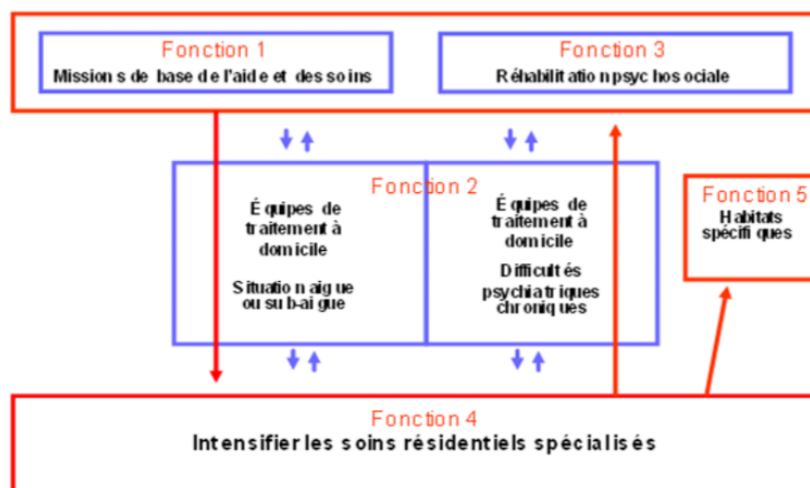 Fonction 1
Missions de base de l'aide et des soins
Fonction 3
Réhabilitation psychosociale
Fonction 2
Équipes de
traitement à
domicile
Situation aigue
ou sub-aigue
Équipes de
traitement à
domicile
Difficultés
psychiatriques
chroniques
Fonction 5
Habitats
spécifiques
Fonction 4
Intensifier les soins résidentiels spécialisés